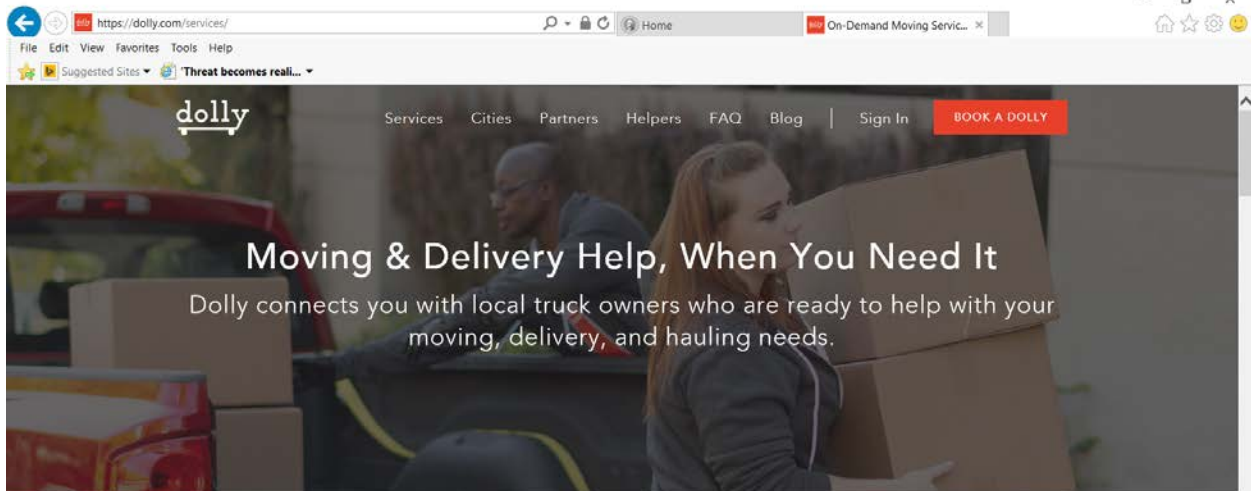 dolly https://dolly.com/services/ Home dolly On-Demand Moving Servic...
File Edit View Favorites Tools Help
Suggested Sites 'Threat becomes reali...
dolly Services Cities Partners Helpers FAQ Blog Sign In BOOK A DOLLY
Moving & Delivery Help, When You Need It
Dolly connects you with local truck owners who are ready to help with your
moving, delivery, and hauling needs.